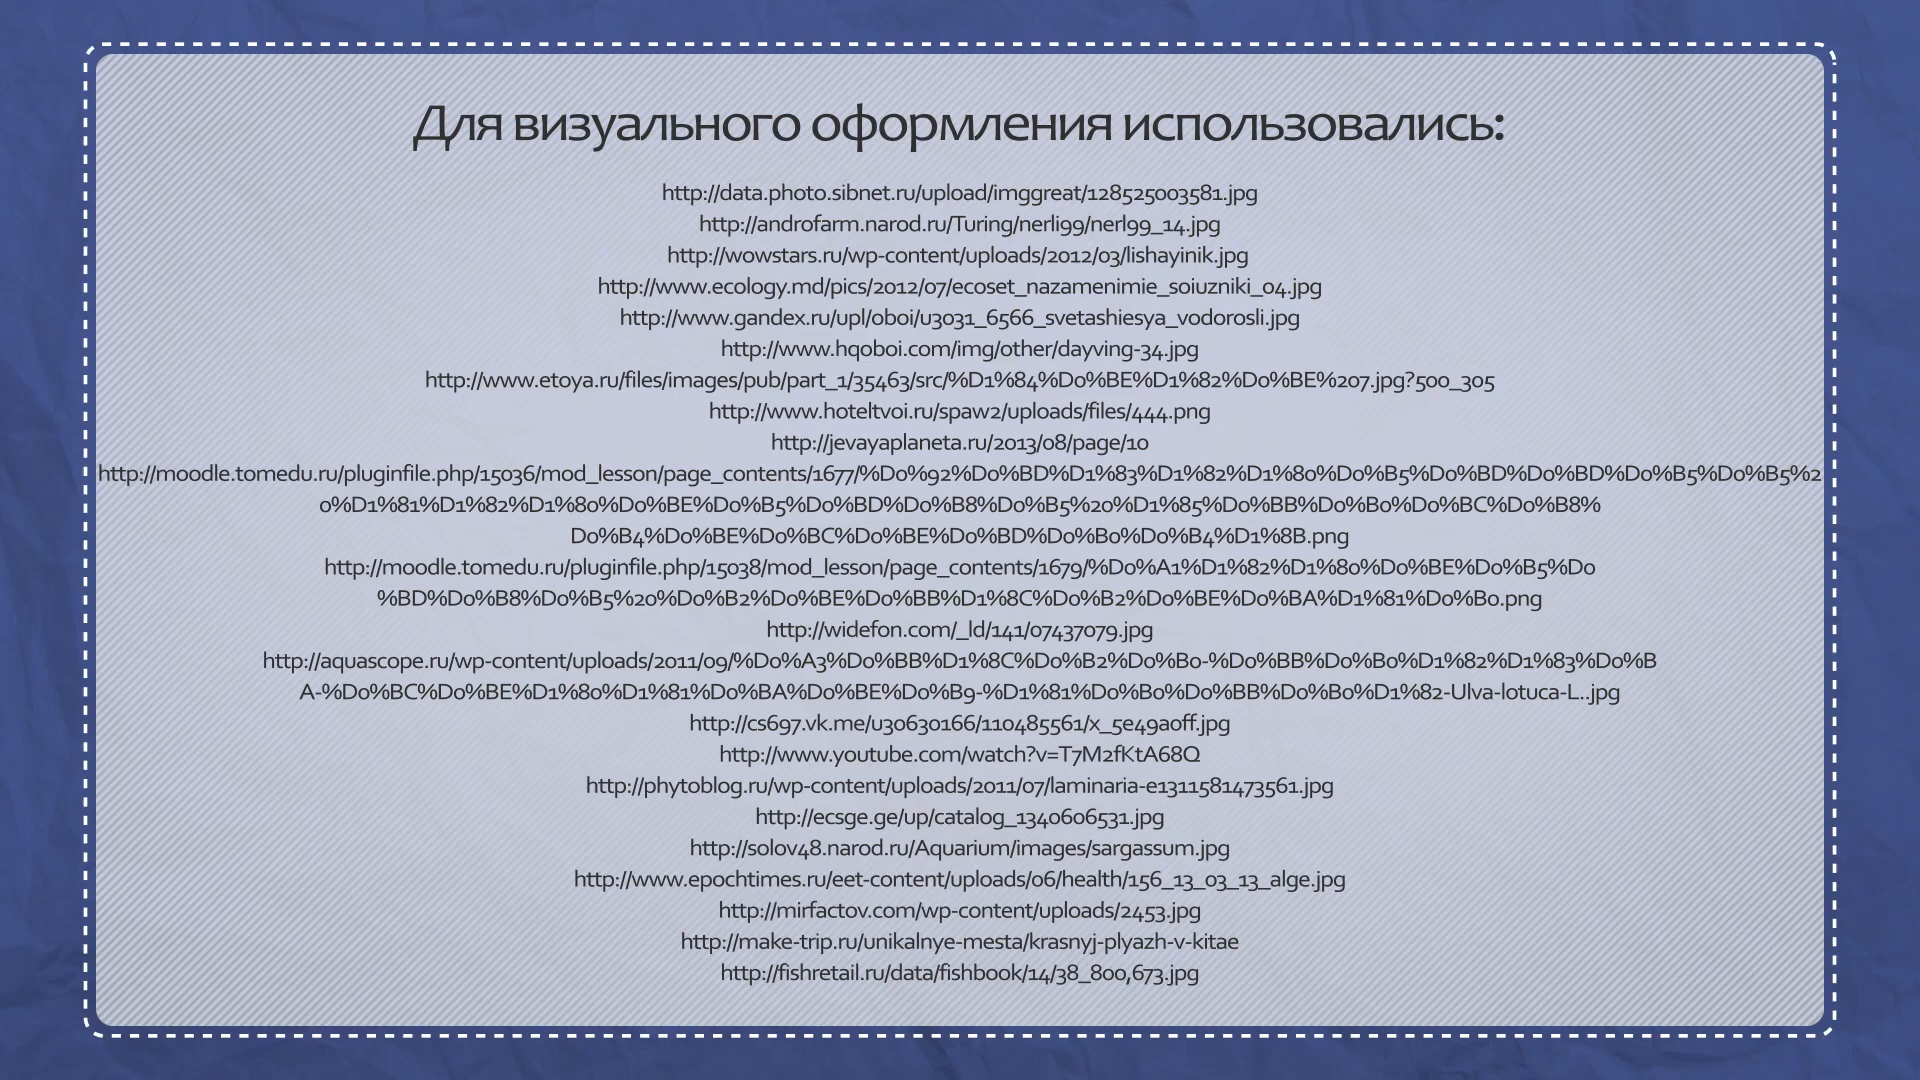 Для визуального оформления использовались:
http://data.photo.sibnet.ru/upload/imggreat/128525003581.jpg
http://androfarm.narod.ru/Turing/nerli99/nerl99_14.jpg
http://wowstars.ru/wp-content/uploads/2012/03/lishayinik.jpg
http://www.ecology.md/pics/2012/07/ecoset_nazamenimie_soiuzniki_04.jpg
http://www.gandex.ru/upl/oboi/u3031_6566_svetashiesya_vodorosli.jpg
http://www.hqoboi.com/img/other/dayving-34.jpg
http://www.etoya.ru/files/images/pub/part_1/35463/src/%D1%84%D0%BE%D1%82%D0%BE%207.jpg?500_305
http://www.hoteltvoi.ru/spaw2/uploads/files/444.png
http://jevayaplaneta.ru/2013/08/page/10
http://moodle.tomedu.ru/pluginfile.php/15036/mod_lesson/page_contents/1677/%D0%92%D0%BD%D1%83%D1%82%D1%80%D0%B5%D0%BD%D0%BD%D0%B5%D0%B5%2
0%D1%81%D1%82%D1%80%D0%BE%D0%B5%D0%BD%D0%B8%D0%B5%20%D1%85%D0%BB%D0%B0%D0%BC%D0%B8%
D0%B4%D0%BE%D0%BC%D0%BE%D0%BD%D0%B0%D0%B4%D1%8B.png
http://moodle.tomedu.ru/pluginfile.php/15038/mod_lesson/page_contents/1679/%D0%A1%D1%82%D1%80%D0%BE%D0%B5%D0
%BD%D0%B8%D0%B5%20%D0%B2%D0%BE%D0%BB%D1%8C%D0%B2%D0%BE%D0%BA%D1%81%D0%B0.png
http://widefon.com/_ld/141/07437079.jpg
http://aquascope.ru/wp-content/uploads/2011/09/%D0%A3%D0%BB%D1%8C%D0%B2%D0%B0-%D0%BB%D0%B0%D1%82%D1%83%D0%B
A-%D0%BC%D0%BE%D1%80%D1%81%D0%BA%D0%BE%D0%B9-%D1%81%D0%B0%D0%BB%D0%B0%D1%82-Ulva-lotuca-L..jpg
http://cs697.vk.me/u30630166/110485561/x_5e49a0ff.jpg
http://www.youtube.com/watch?v=T7M2fKtA68Q
http://phytoblog.ru/wp-content/uploads/2011/07/laminaria-e1311581473561.jpg
http://ecsge.ge/up/catalog_1340606531.jpg
http://solov48.narod.ru/Aquarium/images/sargassum.jpg
http://www.epochtimes.ru/eet-content/uploads/06/health/156_13_03_13_alge.jpg
http://mirfactov.com/wp-content/uploads/2453.jpg
http://make-trip.ru/unikalnye-mesta/krasnyj-plyazh-v-kitae
http://fishretail.ru/data/fishbook/14/38_800,673.jpg